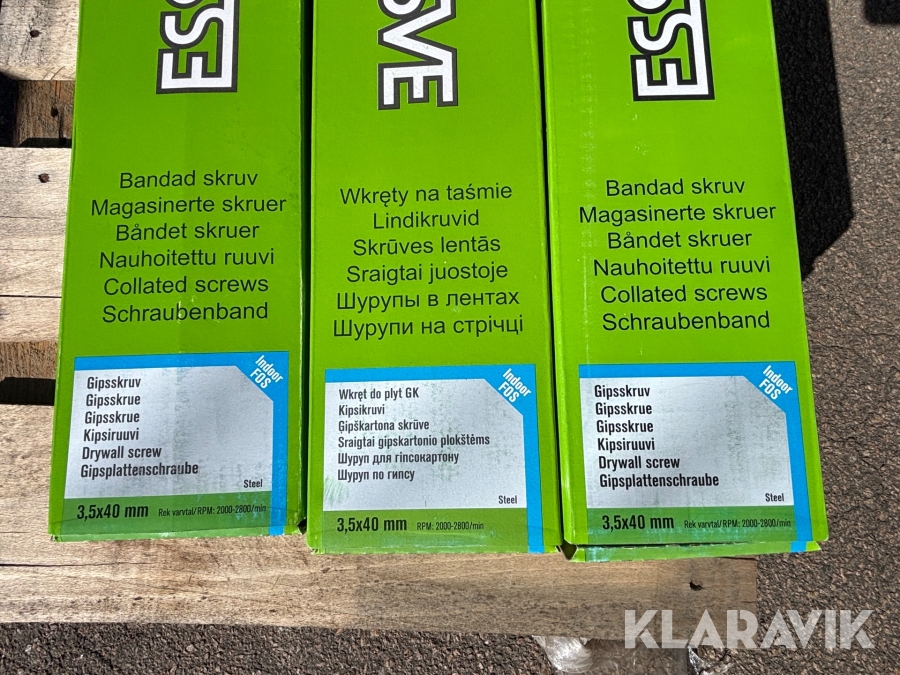 ESS
Bandad skruv
Magasinerte skruer
Båndet skruer
Nauhoitettu ruuvi
Collated screws
Schraubenband
Indoor
FOS
Gipsskruv
Gipsskrue
Gipsskrue
Kipsiruuvi
Drywall screw
Gipsplattenschraube
Steel
3,5x40 mm Rek varvtal/RPM: 2000-2800/min
SVE
Wkręty na taśmie
Lindikruvid
Skrūves lentās
Sraigtai juostoje
Шурупы в лентах
Шурупи на стрічці
Indoor
FOS
Wkręt do plyt GK
Kipsikruvi
Ģipškartona skrūve
Sraigtai gipskartonio plokštėms
Шуруп для гіпсокартону
Шуруп по гипсу
Steel
3,5x40 mm RPM: 2000-2800/min
ESS
Bandad skruv
Magasinerte skruer
Båndet skruer
Nauhoitettu ruuvi
Collated screws
Schraubenband
Indoor
FOS
Gipsskruv
Gipsskrue
Gipsskrue
Kipsiruuvi
Drywall screw
Gipsplattenschraube
Steel
3,5x40 mm Rek varvtal/RPM: 2000-2800/min
KLARAVIK